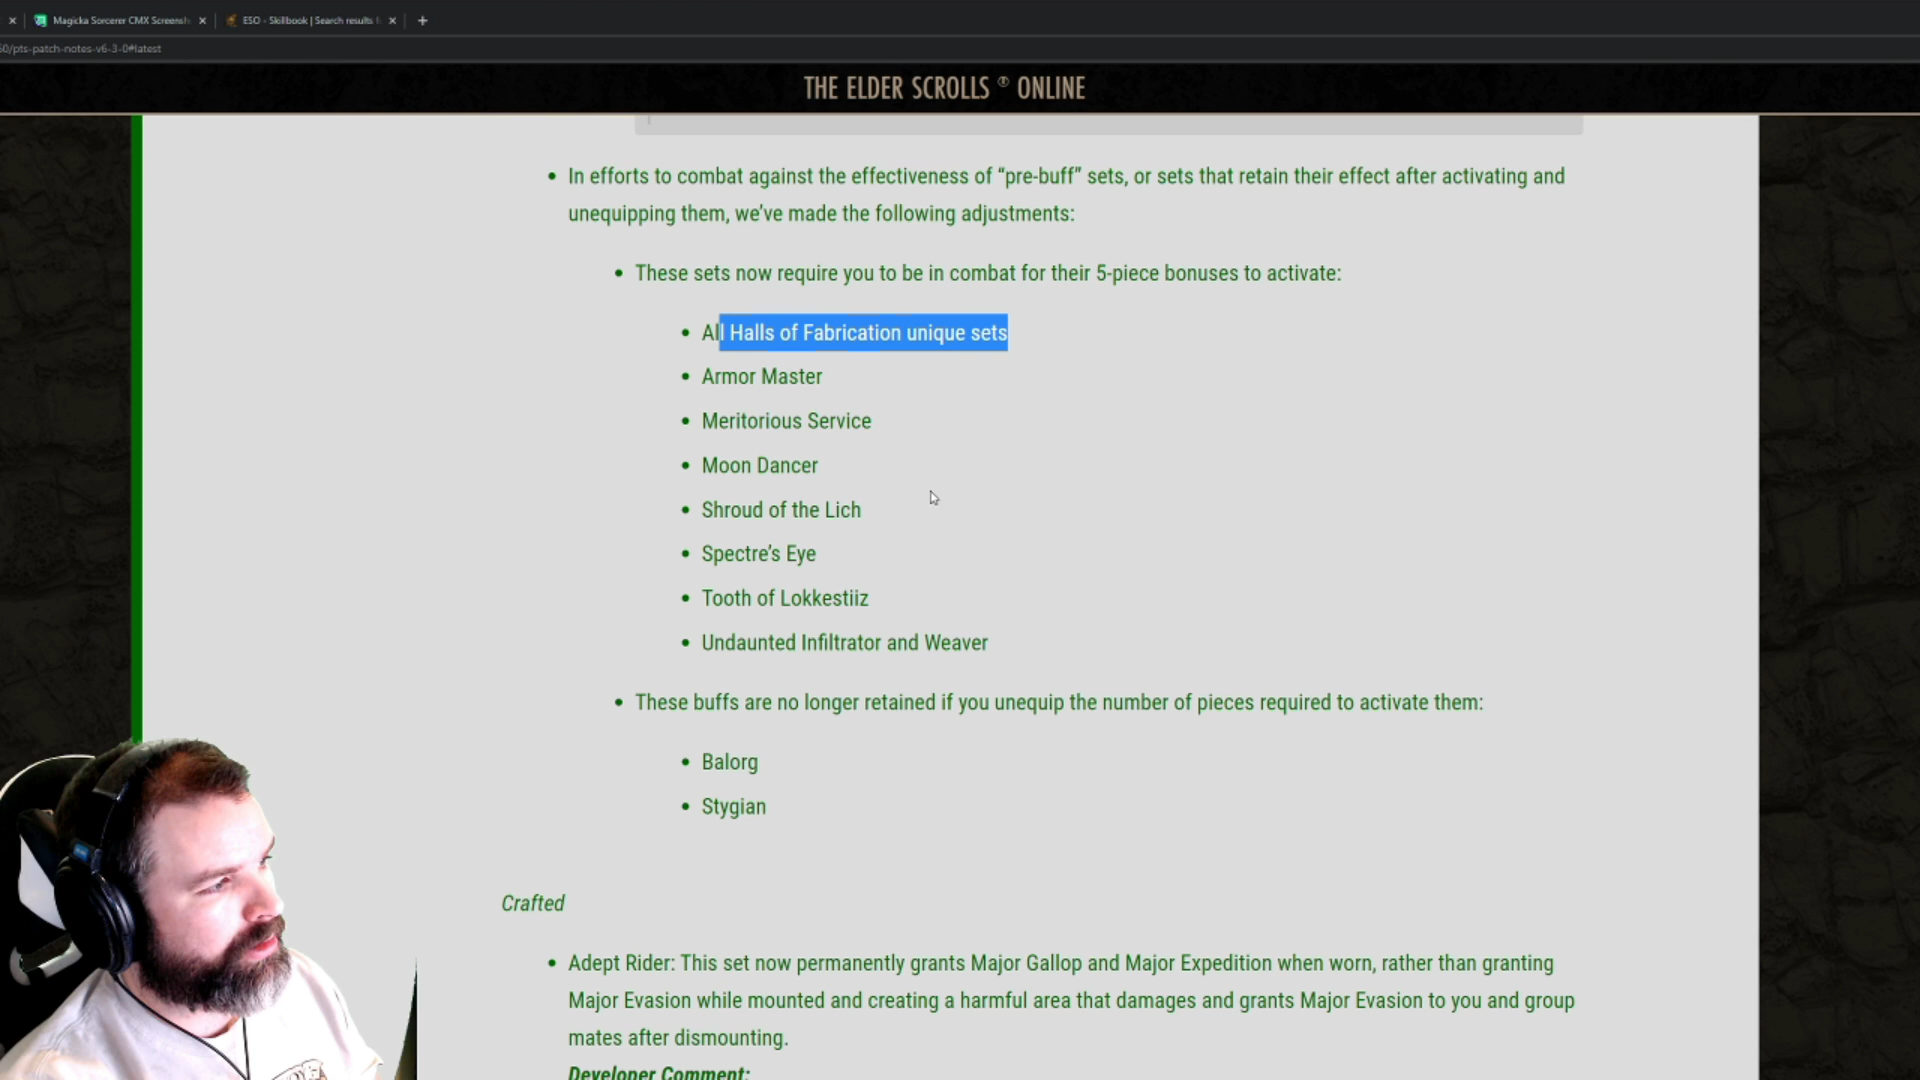 Magicka Sorcerer CMX Screensh
ESO - Skillbook | Search results f
50/pts-patch-notes-v6-3-0#latest
THE ELDER SCROLLS ® ONLINE
• In efforts to combat against the effectiveness of “pre-buff” sets, or sets that retain their effect after activating and
unequipping them, we’ve made the following adjustments:
• These sets now require you to be in combat for their 5-piece bonuses to activate:
• All Halls of Fabrication unique sets
• Armor Master
• Meritorious Service
• Moon Dancer
• Shroud of the Lich
• Spectre’s Eye
• Tooth of Lokkestiiz
• Undaunted Infiltrator and Weaver
• These buffs are no longer retained if you unequip the number of pieces required to activate them:
• Balorg
• Stygian
Crafted
• Adept Rider: This set now permanently grants Major Gallop and Major Expedition when worn, rather than granting
Major Evasion while mounted and creating a harmful area that damages and grants Major Evasion to you and group
mates after dismounting.
Developer Comment: